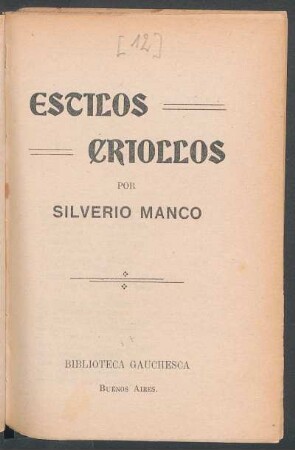 [12]
ESTILOS
CRIOLLOS
POR
SILVERIO MANCO
BIBLIOTECA GAUCHESCA
BUENOS AIRES.